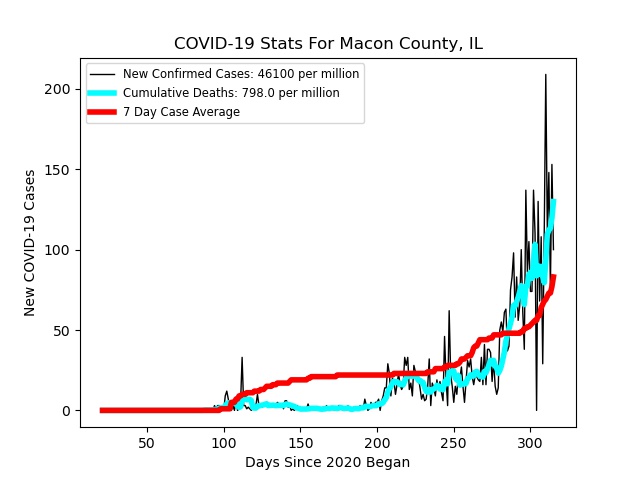 COVID-19 Stats For Macon County, IL
New Confirmed Cases: 46100 per million
Cumulative Deaths: 798.0 per million
7 Day Case Average
New COVID-19 Cases
200
150
100
50
0
50
100
150
200
250
300
Days Since 2020 Began